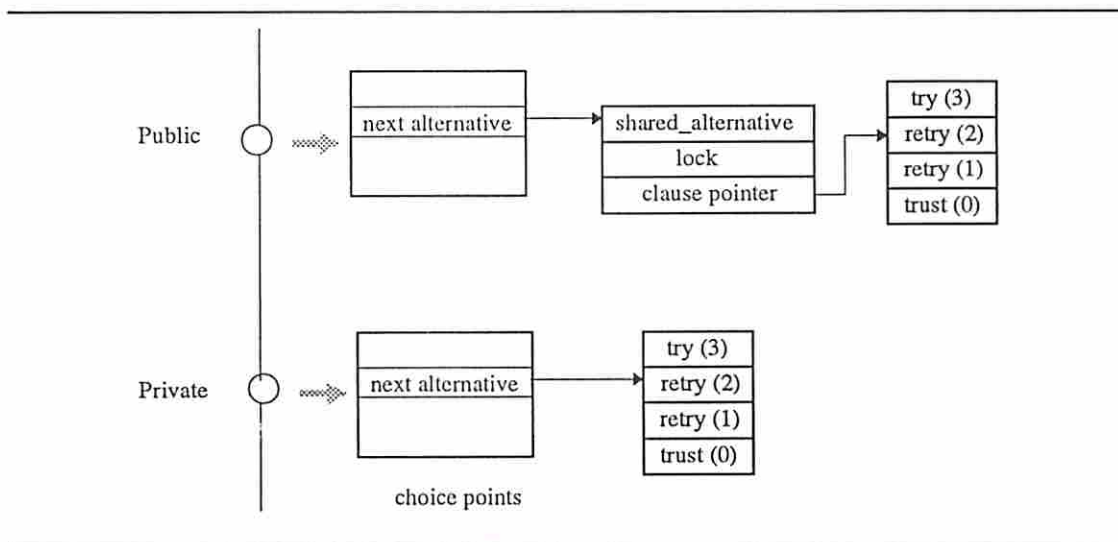 Public
next alternative
shared_alternative
lock
clause pointer
try (3)
retry (2)
retry (1)
trust (0)
Private
next alternative
try (3)
retry (2)
retry (1)
trust (0)
choice points